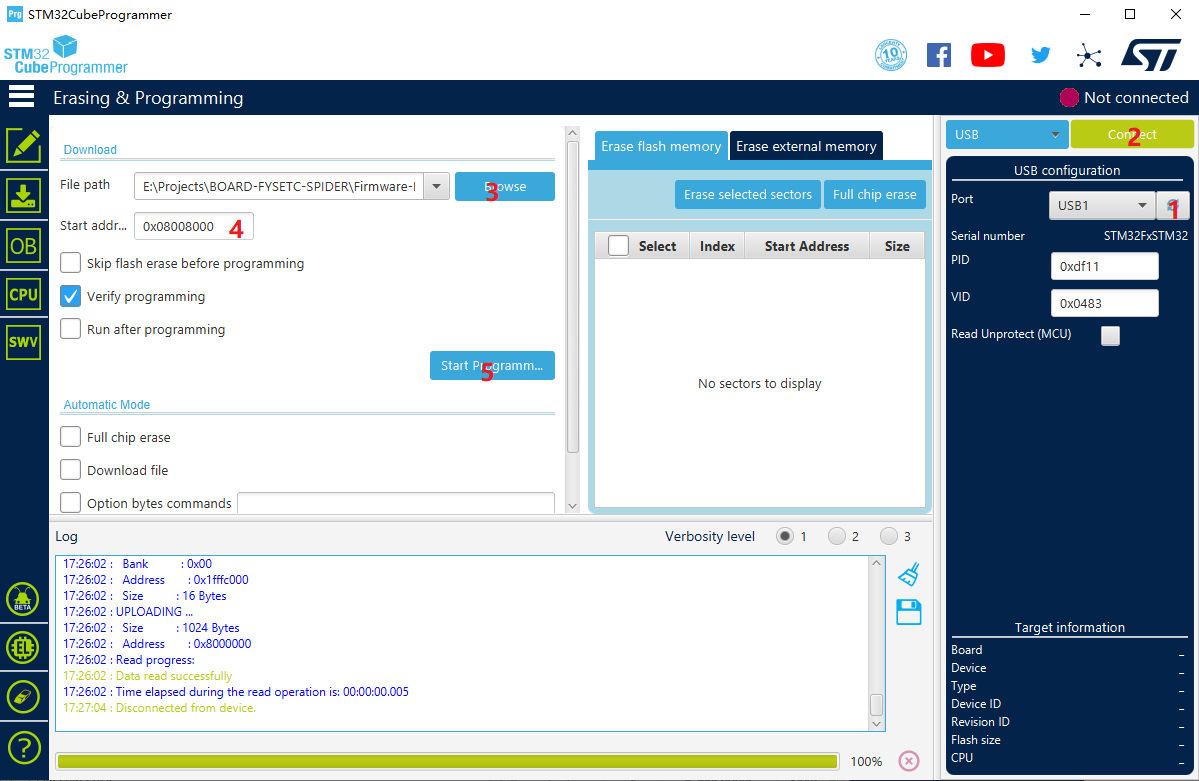 Prg STM32CubeProgrammer
STM32
CubeProgrammer
10 YEARS
Erasing & Programming
Not connected
Download
File path
E:\Projects\BOARD-FYSETC-SPIDER\Firmware-I
Browse
3
Start addr...
0x08008000
4
Skip flash erase before programming
Verify programming
Run after programming
Start Programm...
5
Automatic Mode
Full chip erase
Download file
Option bytes commands
Erase flash memory
Erase external memory
Erase selected sectors
Full chip erase
Select Index Start Address Size
No sectors to display
USB
Connect
2
USB configuration
Port
USB1
1
Serial number STM32FxSTM32
PID
0xdf11
VID
0x0483
Read Unprotect (MCU)
OB
CPU
SWV
BETA
EL
?
Log
Verbosity level 1 2 3
17:26:02 : Bank : 0x00
17:26:02 : Address : 0x1fffc000
17:26:02 : Size : 16 Bytes
17:26:02 : UPLOADING ...
17:26:02 : Size : 1024 Bytes
17:26:02 : Address : 0x8000000
17:26:02 : Read progress:
17:26:02 : Data read successfully
17:26:02 : Time elapsed during the read operation is: 00:00:00.005
17:27:04 : Disconnected from device.
100%
Target information
Board _
Device _
Type _
Device ID _
Revision ID _
Flash size _
CPU _